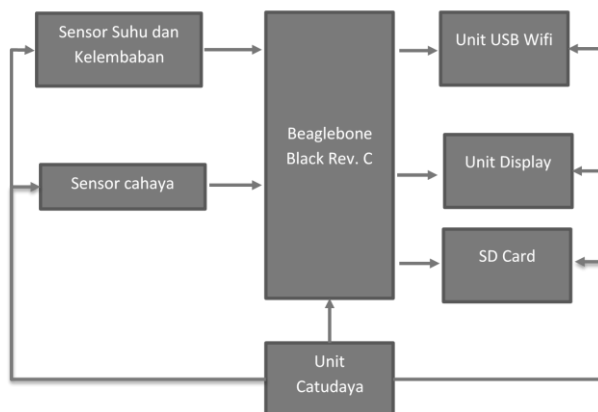 Sensor Suhu dan
Kelembaban
Unit USB Wifi
Beaglebone
Black Rev. C
Unit Display
Sensor cahaya
SD Card
Unit
Catudaya